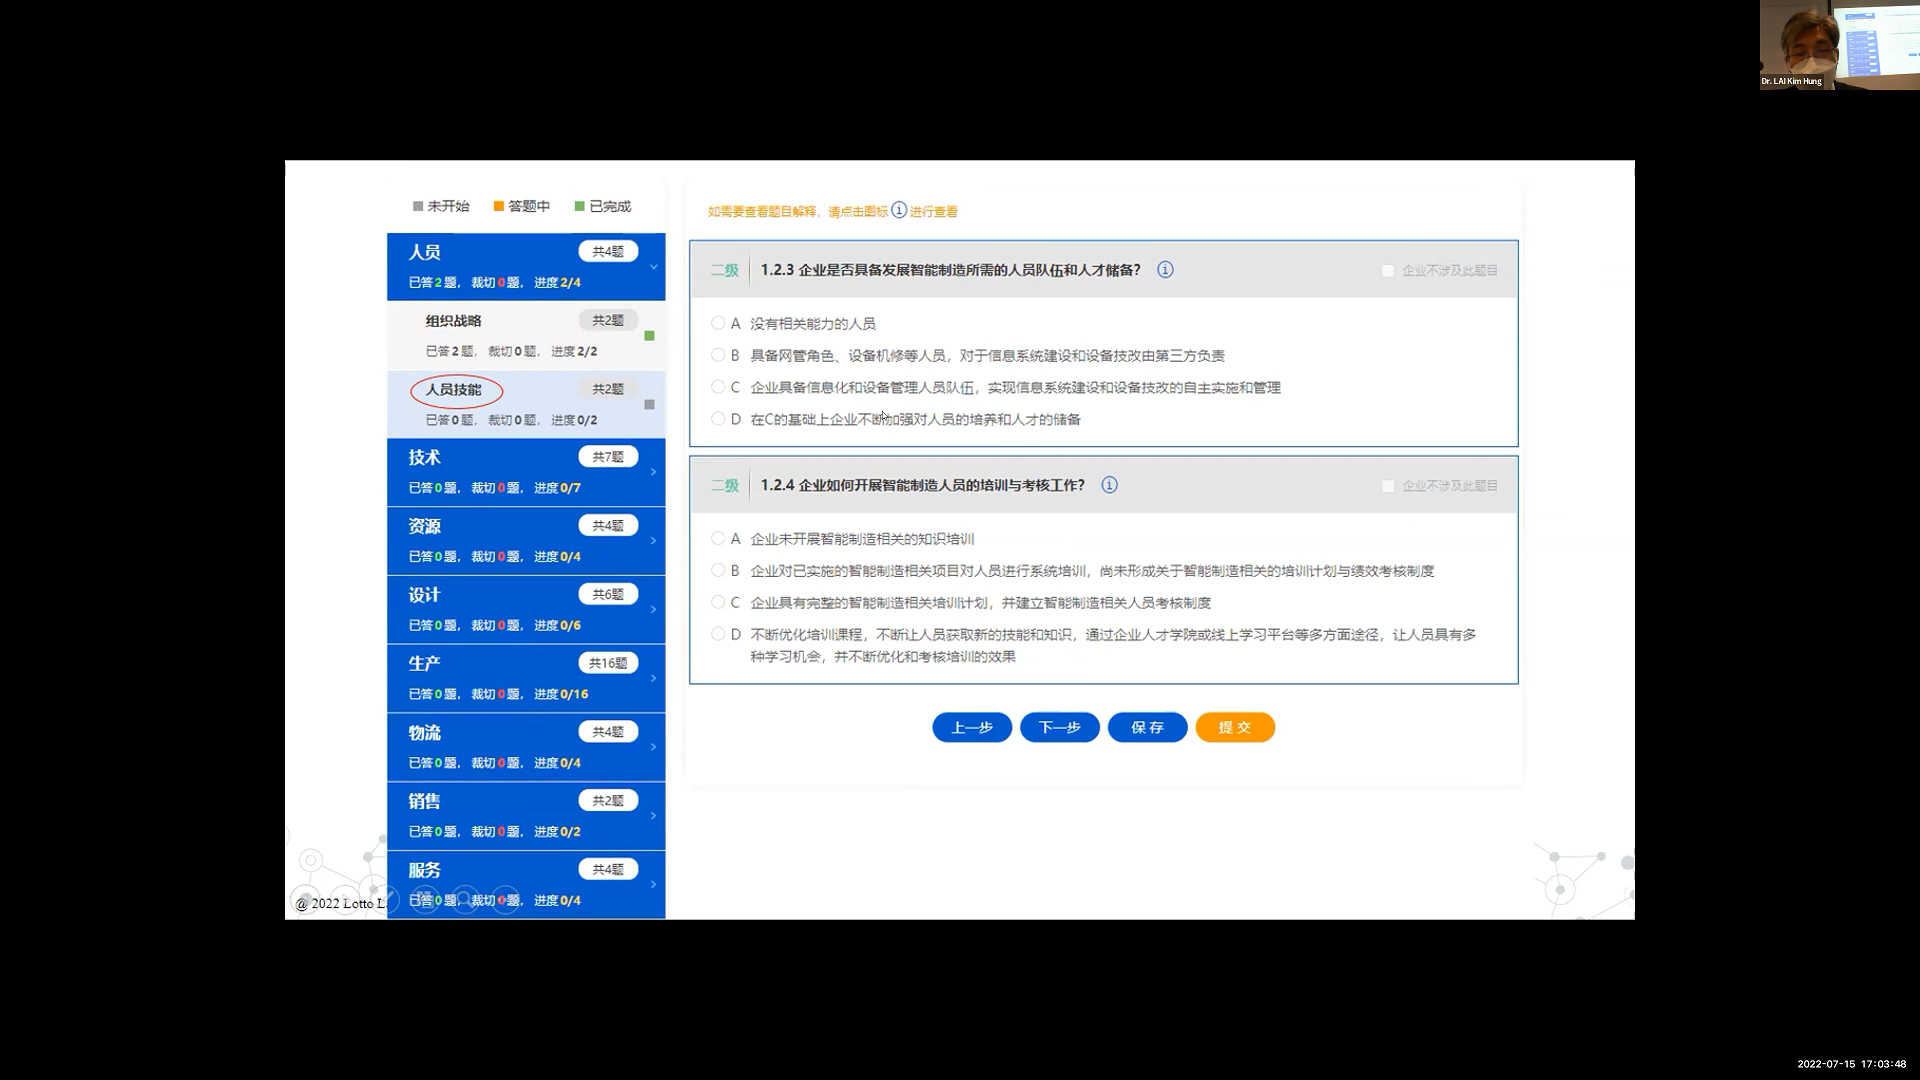 Dr. LAI Kim Hung
未开始 答题中 已完成
人员 共4题
已答2题， 裁切0题， 进度2/4
组织战略 共2题
已答2题， 裁切0题， 进度2/2
人员技能 共2题
已答0题， 裁切0题， 进度0/2
技术 共7题
已答0题， 裁切0题， 进度0/7
资源 共4题
已答0题， 裁切0题， 进度0/4
设计 共6题
已答0题， 裁切0题， 进度0/6
生产 共16题
已答0题， 裁切0题， 进度0/16
物流 共4题
已答0题， 裁切0题， 进度0/4
销售 共2题
已答0题， 裁切0题， 进度0/2
服务 共4题
已答0题， 裁切0题， 进度0/4
@ 2022 Lotto
如需要查看题目解释，请点击图标 i 进行查看
二级 1.2.3 企业是否具备发展智能制造所需的人员队伍和人才储备？ i 企业不涉及此题目
A 没有相关能力的人员
B 具备网管角色、设备机修等人员，对于信息系统建设和设备技改由第三方负责
C 企业具备信息化和设备管理人员队伍，实现信息系统建设和设备技改的自主实施和管理
D 在C的基础上企业不断加强对人员的培养和人才的储备
二级 1.2.4 企业如何开展智能制造人员的培训与考核工作？ i 企业不涉及此题目
A 企业未开展智能制造相关的知识培训
B 企业对已实施的智能制造相关项目对人员进行系统培训，尚未形成关于智能制造相关的培训计划与绩效考核制度
C 企业具有完整的智能制造相关培训计划，并建立智能制造相关人员考核制度
D 不断优化培训课程，不断让人员获取新的技能和知识，通过企业人才学院或线上学习平台等多方面途径，让人员具有多
种学习机会，并不断优化和考核培训的效果
上一步 下一步 保存 提交
2022-07-15 17:03:48